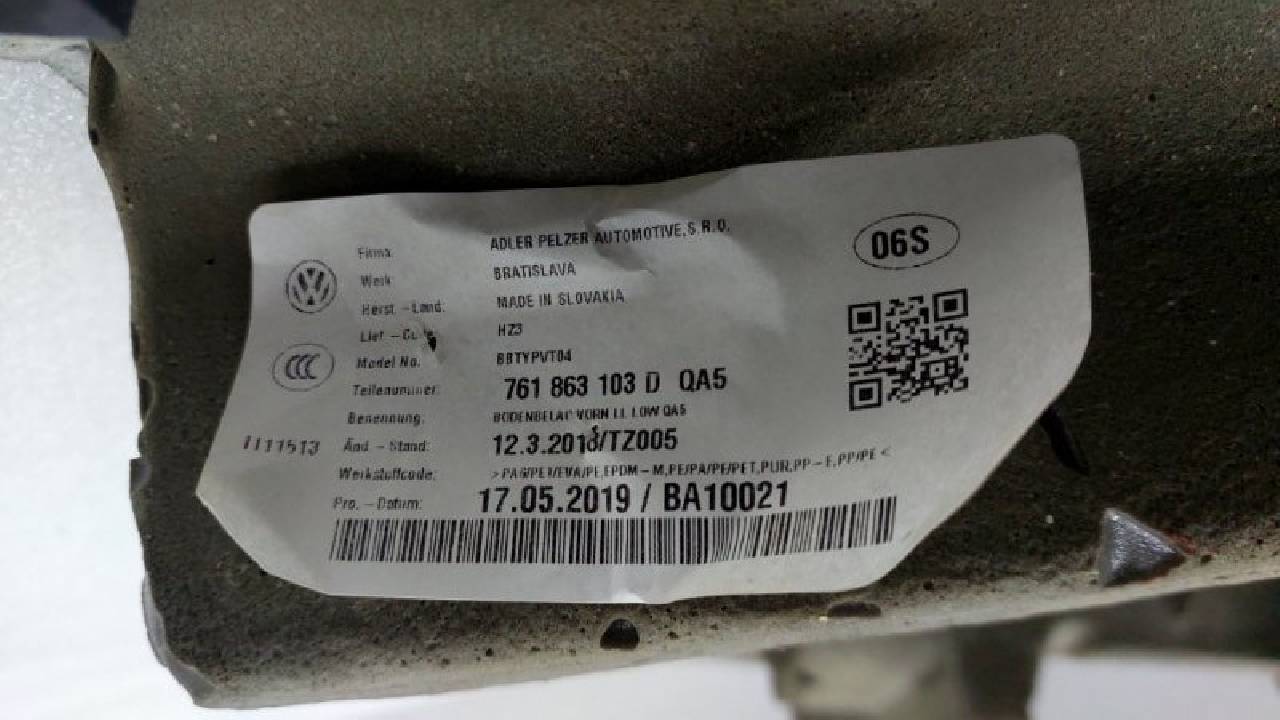 Firma: ADLER PELZER AUTOMOTIVE,S.R.O.
06S
Werk: BRATISLAVA
Herst.-Land: MADE IN SLOVAKIA
HZ3
Model No. BBTYPVT04
Teilenummer: 761 863 103 D QA5
Benennung: BODENBELAG VORN LL LOW QA5
1111513
Änd-Stand: 12.3.2018/TZ005
Werkstoffcode: >PA6/PET/EVA/PE,EPDM-M,PE/PA/PE/PET,PUR,PP-E,PP/PE<
Pro.-Datum: 17.05.2019 / BA10021